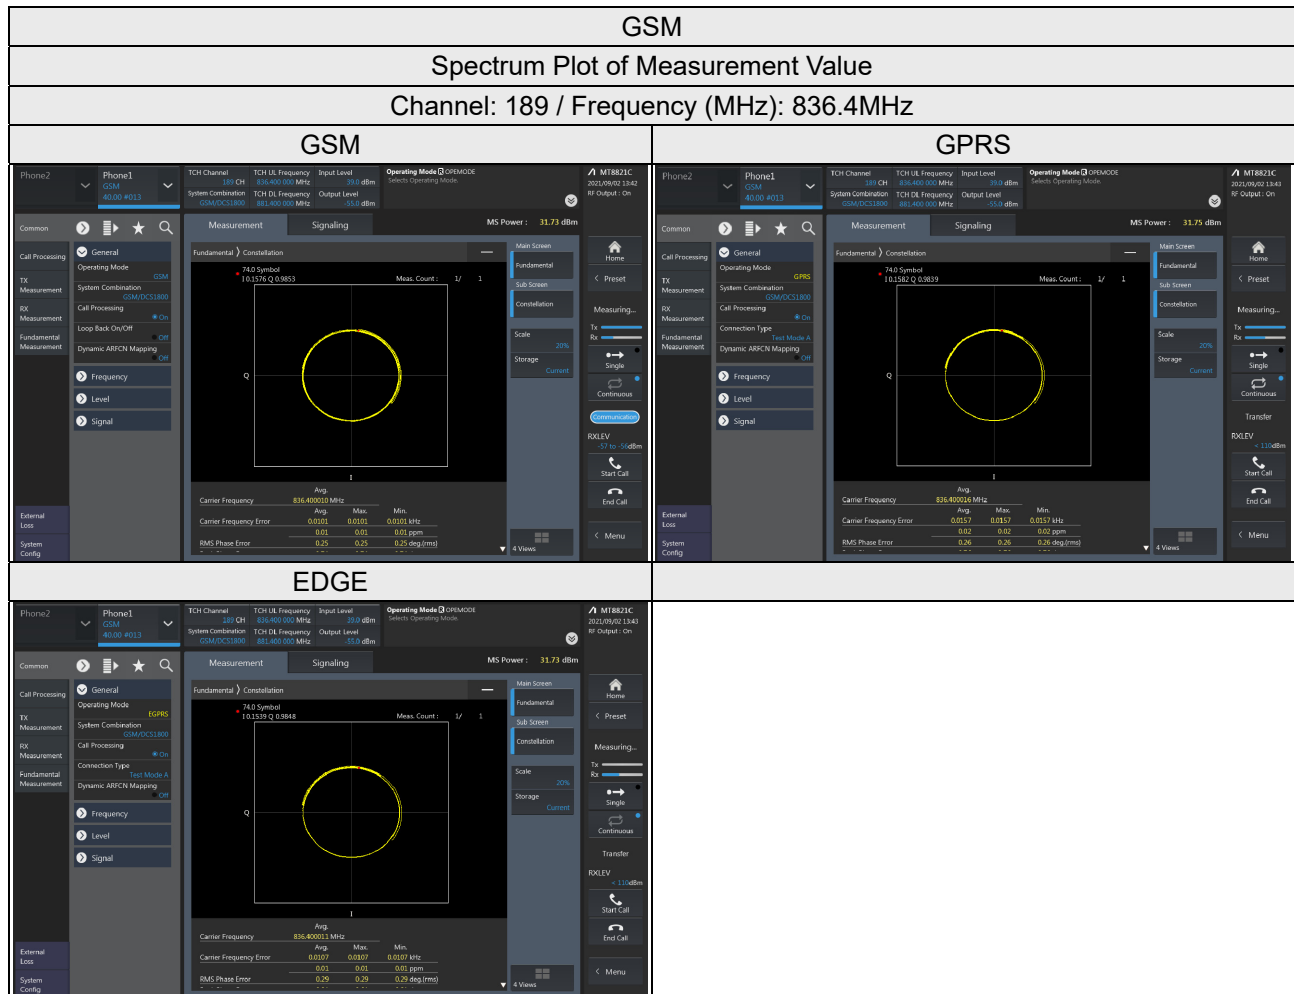 GSM
Spectrum Plot of Measurement Value
Channel: 189 / Frequency (MHz): 836.4MHz
GSM
GPRS
Phone2
Phone1
GSM
40.00 #013
TCH Channel
189 CH
System Combination
GSM/DCS1800
TCH UL Frequency
836.400 000 MHz
TCH DL Frequency
881.400 000 MHz
Input Level
39.0 dBm
Output Level
-55.0 dBm
Operating Mode R OPEMODE
Selects Operating Mode.
MT8821C
2021/09/02 13:42
RF Output : On
Common
Measurement
Signaling
MS Power : 31.73 dBm
Call Processing
TX
Measurement
RX
Measurement
Fundamental
Measurement
External
Loss
System
Config
General
Operating Mode
GSM
System Combination
GSM/DCS1800
Call Processing
On
Loop Back On/Off
Off
Dynamic ARFCN Mapping
Off
Frequency
Level
Signal
Fundamental ⟩ Constellation
74.0 Symbol
I 0.1576 Q 0.9853
Meas. Count : 1/ 1
Q
I
Avg.
Carrier Frequency 836.400010 MHz
Avg. Max. Min.
Carrier Frequency Error 0.0101 0.0101 0.0101 kHz
0.01 0.01 0.01 ppm
RMS Phase Error 0.25 0.25 0.25 deg.(rms)
Main Screen
Fundamental
Sub Screen
Constellation
Scale
20%
Storage
Current
4 Views
Home
< Preset
Measuring...
Tx
Rx
Single
Continuous
Communication
RXLEV
-57 to -56dBm
Start Call
End Call
< Menu
Phone2
Phone1
GSM
40.00 #013
TCH Channel
189 CH
System Combination
GSM/DCS1800
TCH UL Frequency
836.400 000 MHz
TCH DL Frequency
881.400 000 MHz
Input Level
39.0 dBm
Output Level
-55.0 dBm
Operating Mode R OPEMODE
Selects Operating Mode.
MT8821C
2021/09/02 13:43
RF Output : On
Common
Measurement
Signaling
MS Power : 31.75 dBm
Call Processing
TX
Measurement
RX
Measurement
Fundamental
Measurement
External
Loss
System
Config
General
Operating Mode
GPRS
System Combination
GSM/DCS1800
Call Processing
On
Connection Type
Test Mode A
Dynamic ARFCN Mapping
Off
Frequency
Level
Signal
Fundamental ⟩ Constellation
74.0 Symbol
I 0.1582 Q 0.9839
Meas. Count : 1/ 1
Q
I
Avg.
Carrier Frequency 836.400016 MHz
Avg. Max. Min.
Carrier Frequency Error 0.0157 0.0157 0.0157 kHz
0.02 0.02 0.02 ppm
RMS Phase Error 0.26 0.26 0.26 deg.(rms)
Main Screen
Fundamental
Sub Screen
Constellation
Scale
20%
Storage
Current
4 Views
Home
< Preset
Measuring...
Tx
Rx
Single
Continuous
Transfer
RXLEV
< 110dBm
Start Call
End Call
< Menu
EDGE
Phone2
Phone1
GSM
40.00 #013
TCH Channel
189 CH
System Combination
GSM/DCS1800
TCH UL Frequency
836.400 000 MHz
TCH DL Frequency
881.400 000 MHz
Input Level
39.0 dBm
Output Level
-55.0 dBm
Operating Mode R OPEMODE
Selects Operating Mode.
MT8821C
2021/09/02 13:43
RF Output : On
Common
Measurement
Signaling
MS Power : 31.73 dBm
Call Processing
TX
Measurement
RX
Measurement
Fundamental
Measurement
External
Loss
System
Config
General
Operating Mode
EGPRS
System Combination
GSM/DCS1800
Call Processing
On
Connection Type
Test Mode A
Dynamic ARFCN Mapping
Off
Frequency
Level
Signal
Fundamental ⟩ Constellation
74.0 Symbol
I 0.1539 Q 0.9848
Meas. Count : 1/ 1
Q
I
Avg.
Carrier Frequency 836.400011 MHz
Avg. Max. Min.
Carrier Frequency Error 0.0107 0.0107 0.0107 kHz
0.01 0.01 0.01 ppm
RMS Phase Error 0.29 0.29 0.29 deg.(rms)
Main Screen
Fundamental
Sub Screen
Constellation
Scale
20%
Storage
Current
4 Views
Home
< Preset
Measuring...
Tx
Rx
Single
Continuous
Transfer
RXLEV
< 110dBm
Start Call
End Call
< Menu